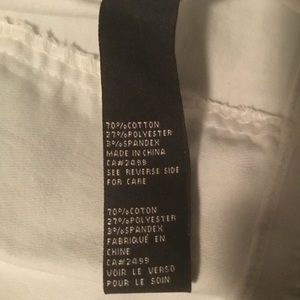 70%COTTON
27%POLYESTER
3%SPANDEX
MADE IN CHINA
CA#2499
SEE REVERSE SIDE
FOR CARE
70%COTON
27%POLYESTER
3%SPANDEX
FABRIQUÉ EN
CHINE
CA#2499
VOIR LE VERSO
POUR LE SOIN